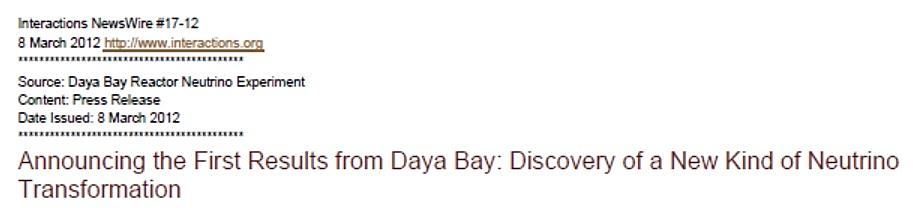 Interactions NewsWire #17-12
8 March 2012 http://www.interactions.org
********************************************
Source: Daya Bay Reactor Neutrino Experiment
Content: Press Release
Date Issued: 8 March 2012
********************************************
Announcing the First Results from Daya Bay: Discovery of a New Kind of Neutrino
Transformation